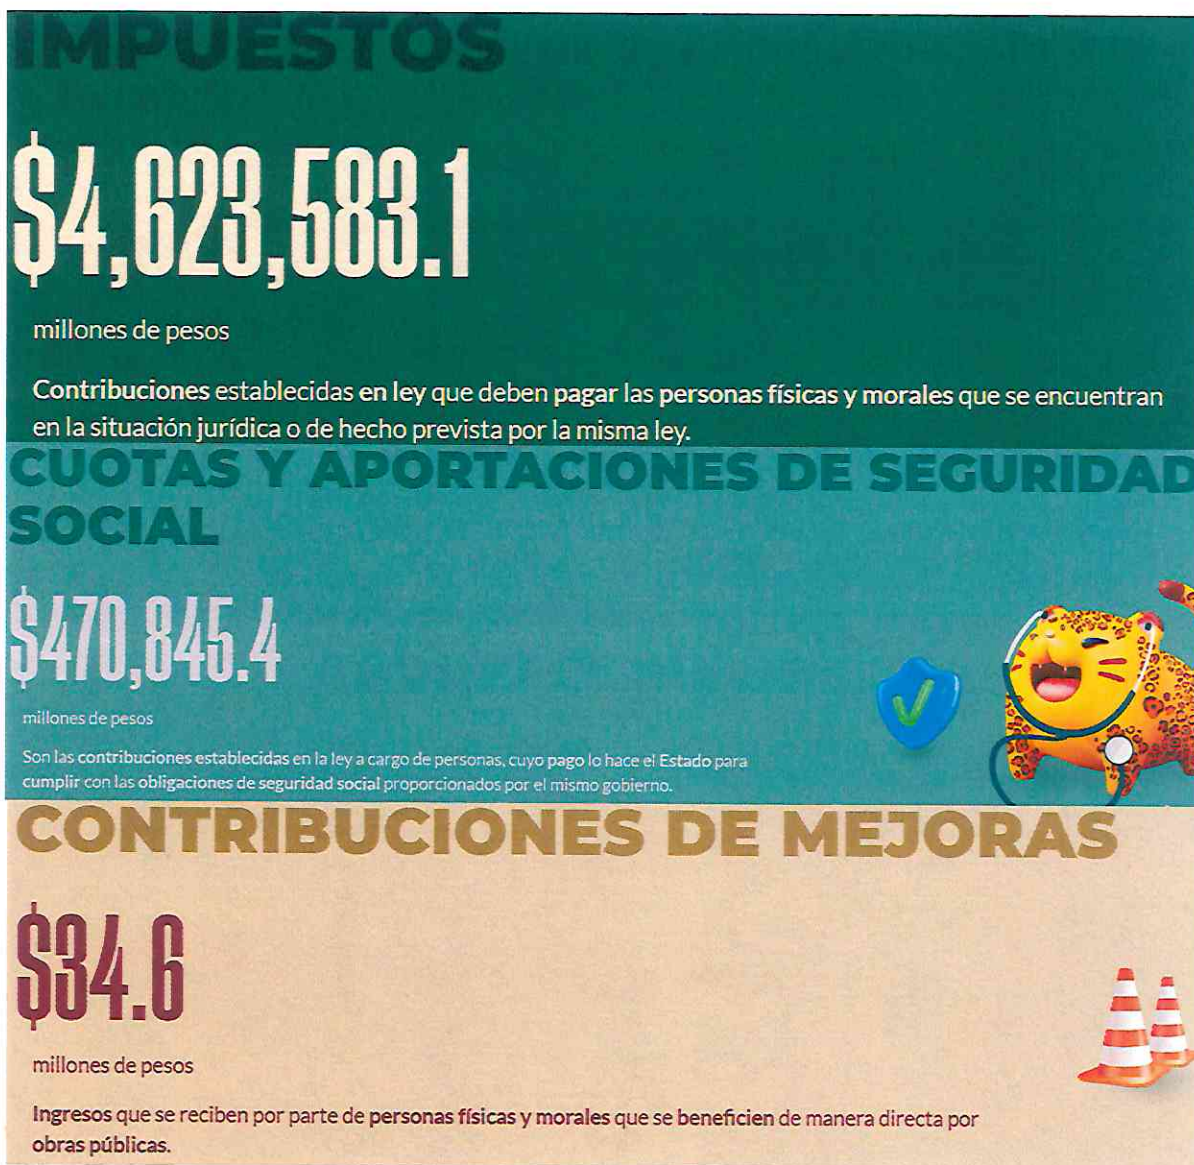 IMPUESTOS
$4,623,583.1
millones de pesos
Contribuciones establecidas en ley que deben pagar las personas físicas y morales que se encuentran
en la situación jurídica o de hecho prevista por la misma ley.
CUOTAS Y APORTACIONES DE SEGURIDAD
SOCIAL
$470,845.4
millones de pesos
Son las contribuciones establecidas en la ley a cargo de personas, cuyo pago lo hace el Estado para
cumplir con las obligaciones de seguridad social proporcionados por el mismo gobierno.
CONTRIBUCIONES DE MEJORAS
$34.6
millones de pesos
Ingresos que se reciben por parte de personas físicas y morales que se beneficien de manera directa por
obras públicas.